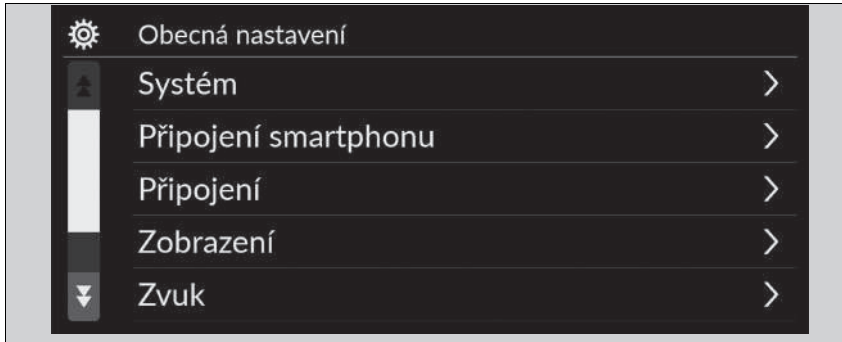 Obecná nastavení
Systém
Připojení smartphonu
Připojení
Zobrazení
Zvuk